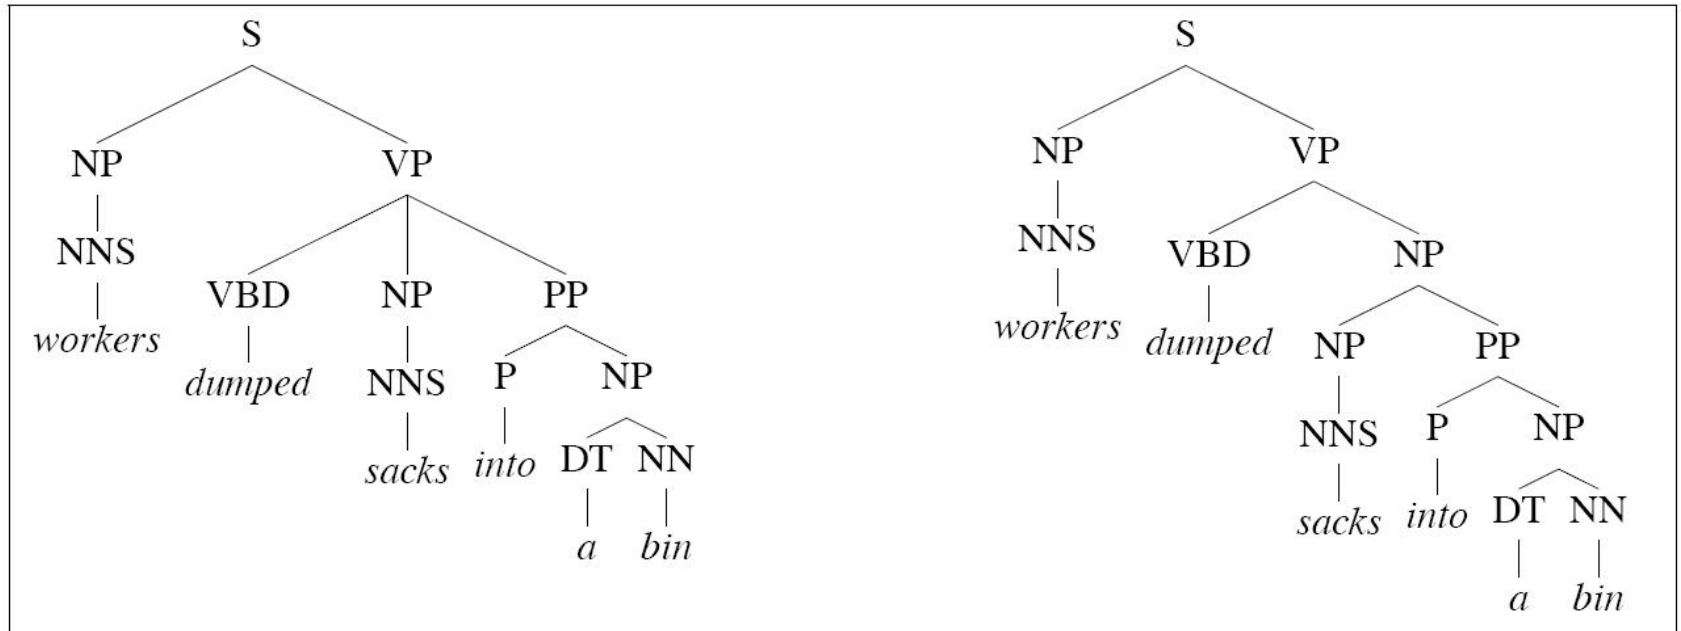 S
NP VP
NNS
VBD NP PP
workers
dumped NNS P NP
sacks into DT NN
a bin
S
NP VP
NNS VBD NP
workers dumped NP PP
NNS P NP
sacks into DT NN
a bin